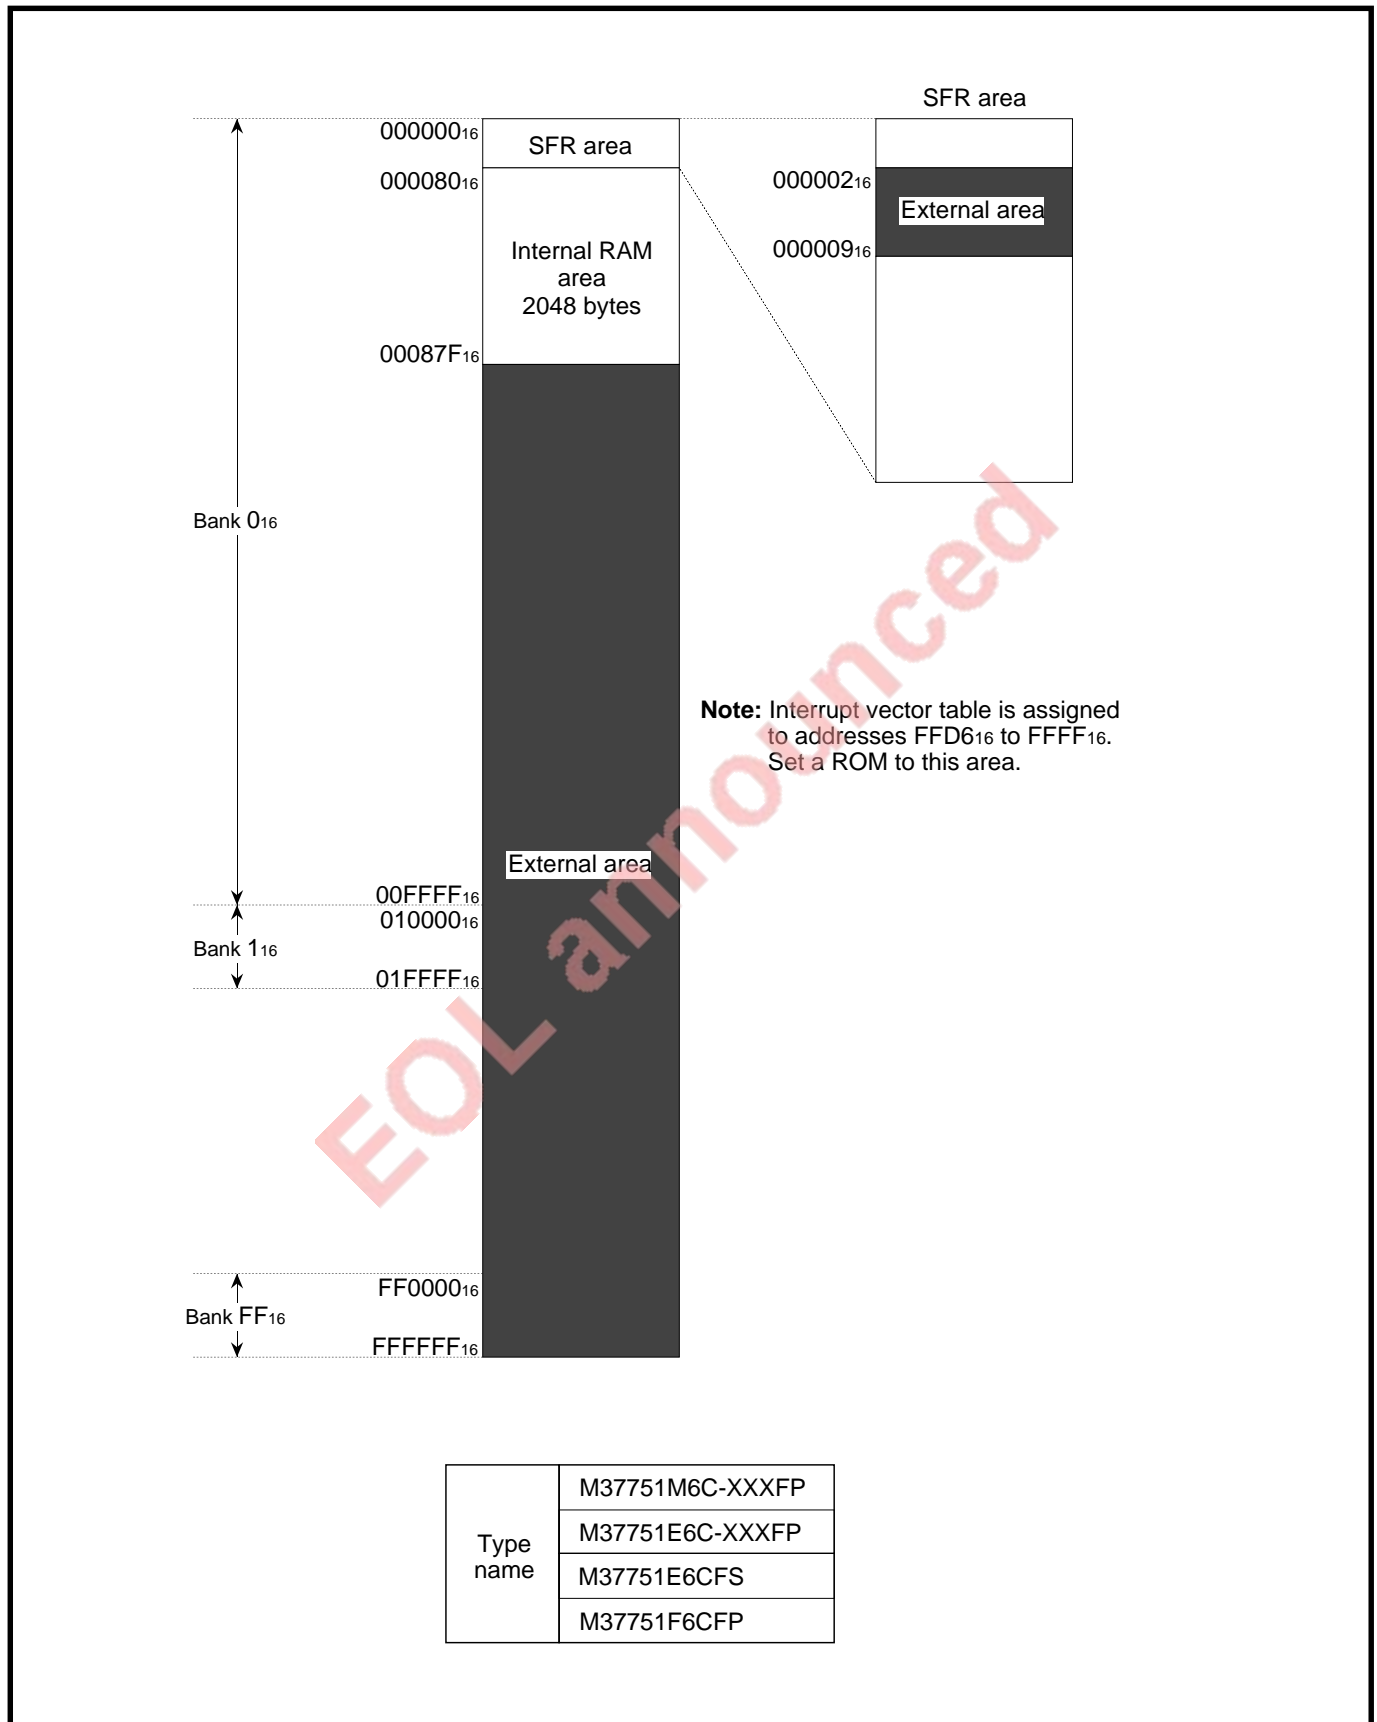 SFR area
000000₁₆
SFR area
000080₁₆
000002₁₆
External area
Internal RAM
area
2048 bytes
000009₁₆
00087F₁₆
Bank 0₁₆
Note: Interrupt vector table is assigned
to addresses FFD6₁₆ to FFFF₁₆.
Set a ROM to this area.
External area
00FFFF₁₆
010000₁₆
Bank 1₁₆
01FFFF₁₆
EOL announced
FF0000₁₆
Bank FF₁₆
FFFFFF₁₆
Type
name
M37751M6C-XXXFP
M37751E6C-XXXFP
M37751E6CFS
M37751F6CFP